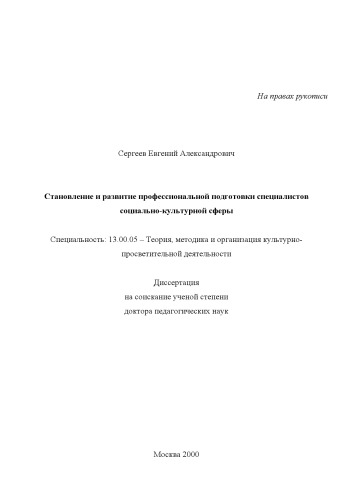 На правах рукописи
Сергеев Евгений Александрович
Становление и развитие профессиональной подготовки специалистов
социально-культурной сферы
Специальность: 13.00.05 – Теория, методика и организация культурно-
просветительной деятельности
Диссертация
на соискание ученой степени
доктора педагогических наук
Москва 2000